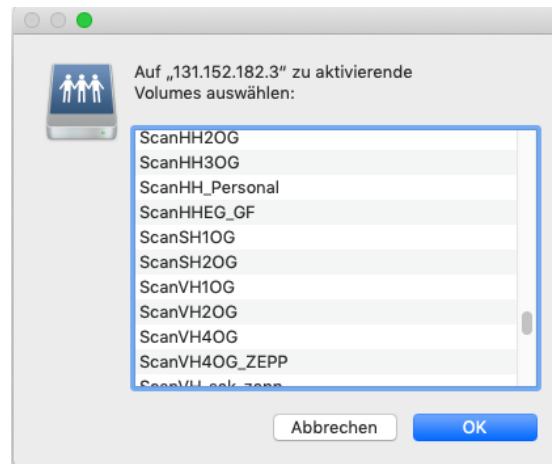 Auf „131.152.182.3“ zu aktivierende
Volumes auswählen:
ScanHH2OG
ScanHH3OG
ScanHH_Personal
ScanHHEG_GF
ScanSH1OG
ScanSH2OG
ScanVH1OG
ScanVH2OG
ScanVH4OG
ScanVH4OG_ZEPP
Abbrechen
OK